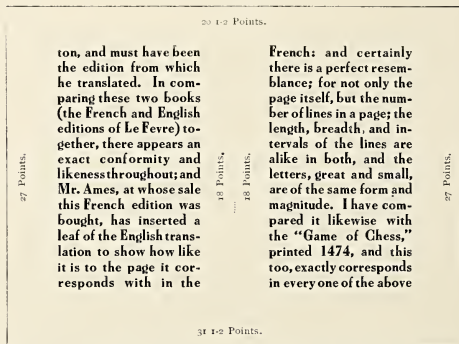 20 1-2 Points.
ton, and must have been
the edition from which
he translated. In com-
paring these two books
(the French and English
editions of Le Fevre) to-
gether, there appears an
exact conformity and
likeness throughout; and
Mr. Ames, at whose sale
this French edition was
bought, has inserted a
leaf of the English trans-
lation to show how like
it is to the page it cor-
responds with in the
French: and certainly
there is a perfect resem-
blance; for not only the
page itself, but the num-
ber of lines in a page; the
length, breadth, and in-
tervals of the lines are
alike in both, and the
letters, great and small,
are of the same form and
magnitude. I have com-
pared it likewise with
the "Game of Chess,"
printed 1474, and this
too, exactly corresponds
in every one of the above
27 Points.
18 Points.
18 Points.
27 Points.
31 1-2 Points.